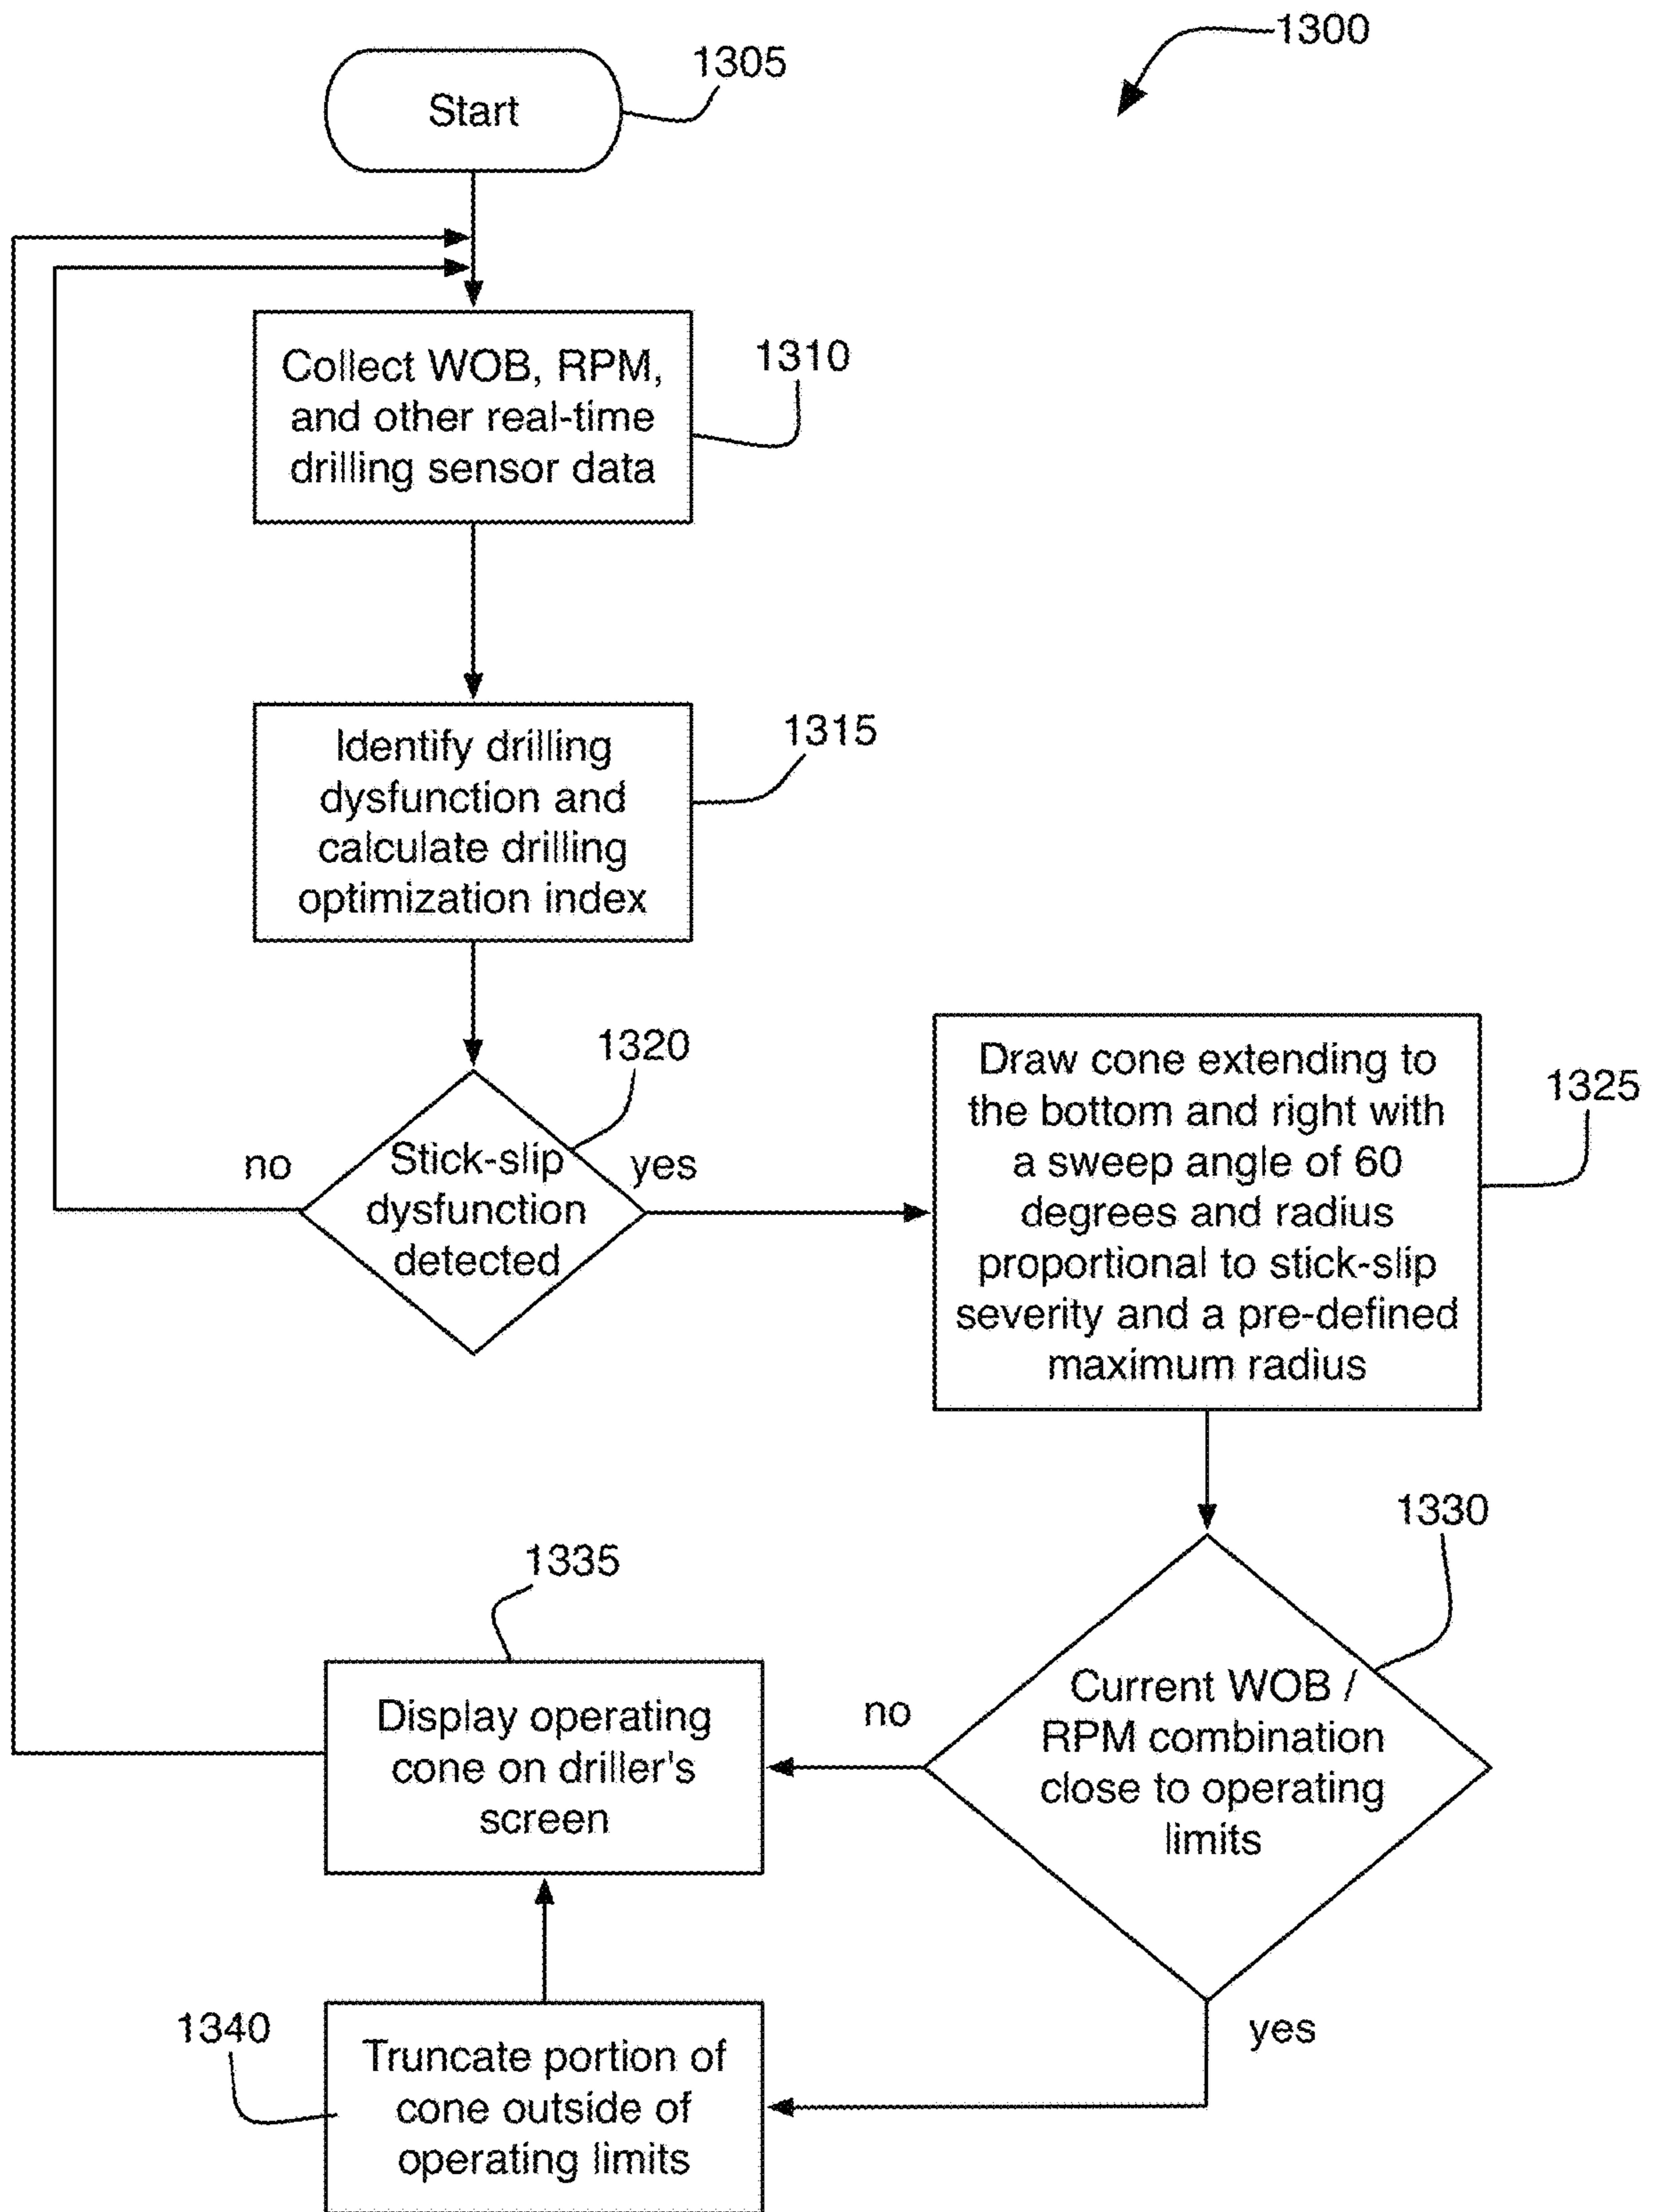 1300
Start
1305
Collect WOB, RPM,
and other real-time
drilling sensor data
1310
Identify drilling
dysfunction and
calculate drilling
optimization index
1315
1320
Stick-slip
dysfunction
detected
no
yes
Draw cone extending to
the bottom and right with
a sweep angle of 60
degrees and radius
proportional to stick-slip
severity and a pre-defined
maximum radius
1325
1330
Current WOB /
RPM combination
close to operating
limits
no
yes
1335
Display operating
cone on driller's
screen
1340
Truncate portion of
cone outside of
operating limits